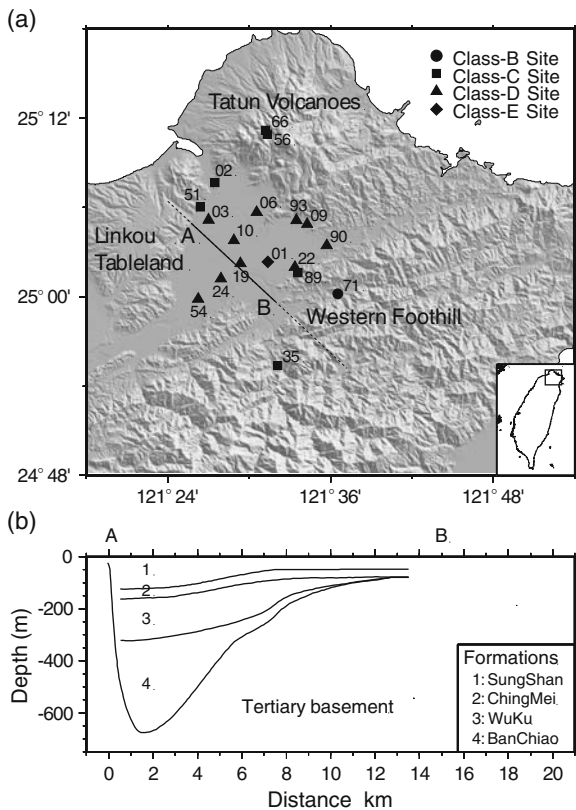 (a)
Class-B Site
Class-C Site
Class-D Site
Class-E Site
Tatun Volcanoes
25° 12'
66
56
02
51
03
06
93
09
Linkou
Tableland
A
10
90
01
22
19
89
71
25° 00'
24
B
54
Western Foothill
35
24° 48'
121° 24'
121° 36'
121° 48'
(b)
A
B
0
-200
-400
-600
Depth (m)
1
2
3
4
Tertiary basement
Formations
1: SungShan
2: ChingMei
3: WuKu
4: BanChiao
0 2 4 6 8 10 12 14 16 18 20
Distance km